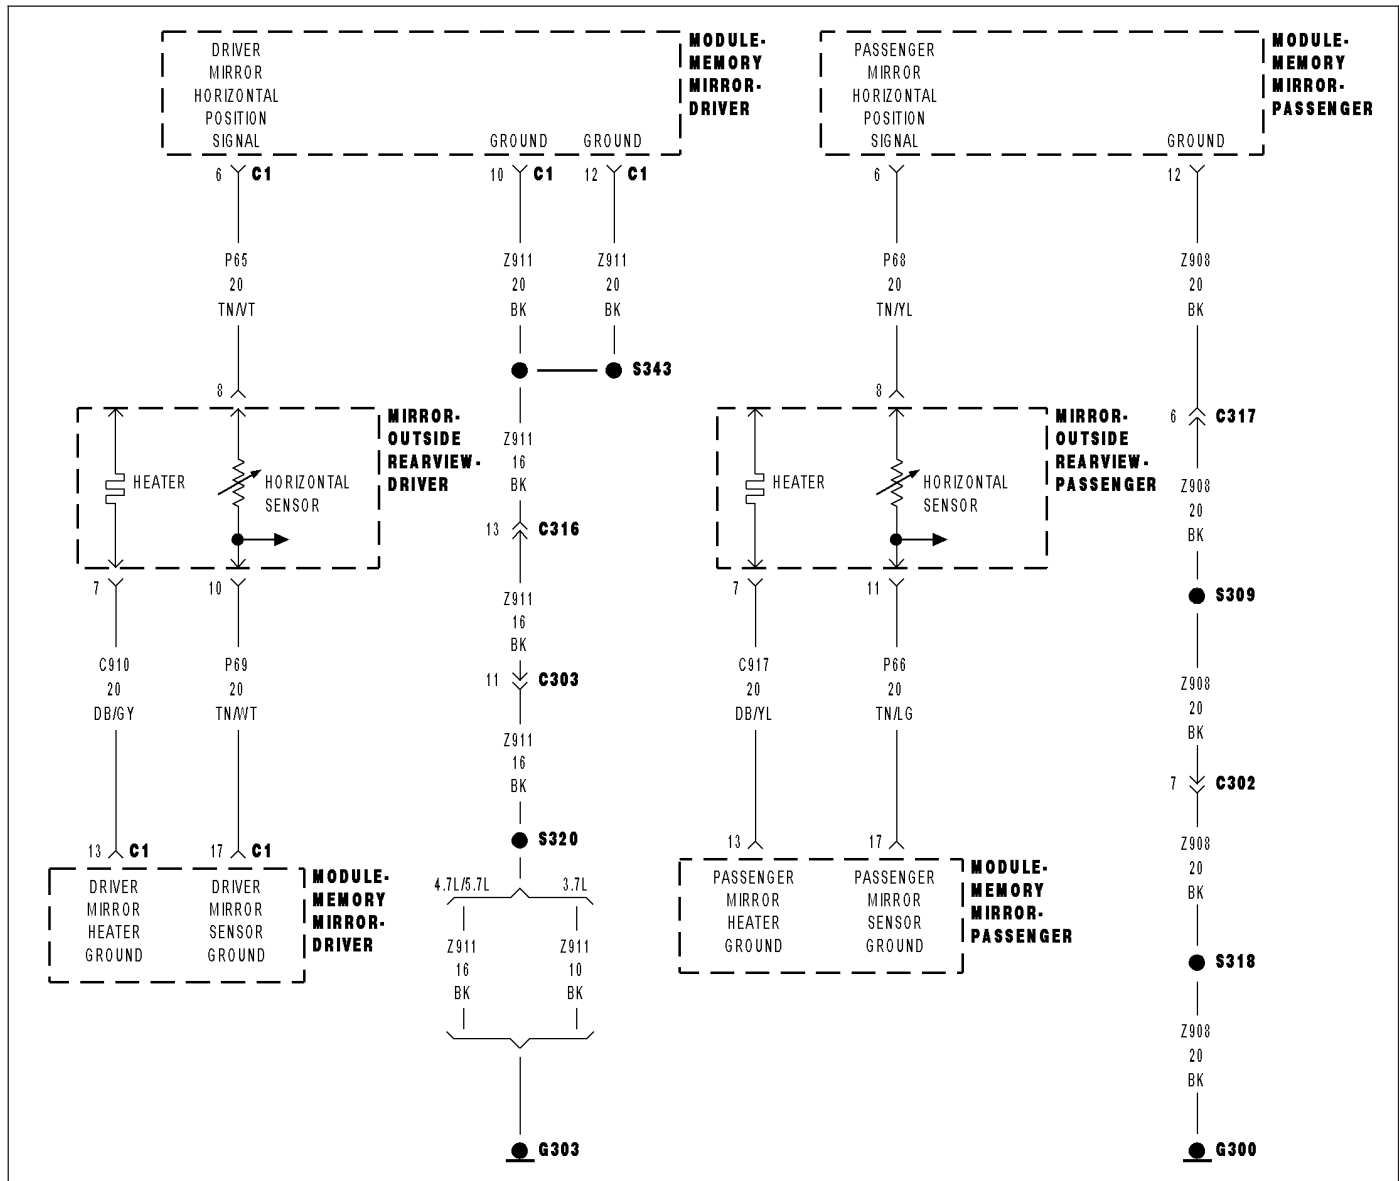 DRIVER
MIRROR
HORIZONTAL
POSITION
SIGNAL
GROUND
GROUND
MODULE-
MEMORY
MIRROR-
DRIVER
6 C1
10 C1
12 C1
P65
20
TN/VT
Z911
20
BK
Z911
20
BK
S343
8
HEATER
HORIZONTAL
SENSOR
MIRROR-
OUTSIDE
REARVIEW-
DRIVER
7
10
C910
20
DB/GY
P69
20
TN/WT
13 C1
17 C1
DRIVER
MIRROR
HEATER
GROUND
DRIVER
MIRROR
SENSOR
GROUND
MODULE-
MEMORY
MIRROR-
DRIVER
Z911
16
BK
13 C316
Z911
16
BK
11 C303
Z911
16
BK
S320
4.7L/5.7L
3.7L
Z911
16
BK
Z911
10
BK
G303
PASSENGER
MIRROR
HORIZONTAL
POSITION
SIGNAL
GROUND
MODULE-
MEMORY
MIRROR-
PASSENGER
6
12
P68
20
TN/YL
Z908
20
BK
8
HEATER
HORIZONTAL
SENSOR
MIRROR-
OUTSIDE
REARVIEW-
PASSENGER
7
11
C917
20
DB/YL
P66
20
TN/LG
13
17
PASSENGER
MIRROR
HEATER
GROUND
PASSENGER
MIRROR
SENSOR
GROUND
MODULE-
MEMORY
MIRROR-
PASSENGER
6 C317
Z908
20
BK
S309
Z908
20
BK
7 C302
Z908
20
BK
S318
Z908
20
BK
G300